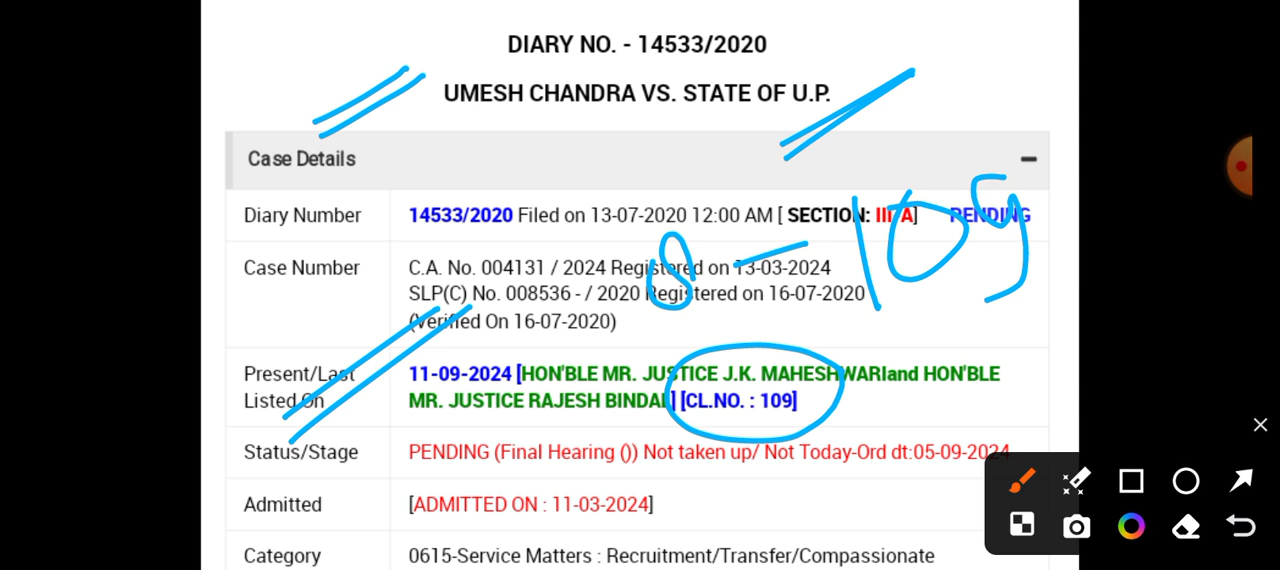 DIARY NO. - 14533/2020
UMESH CHANDRA VS. STATE OF U.P.
Case Details
Diary Number 14533/2020 Filed on 13-07-2020 12:00 AM [ SECTION: III A] PENDING
8 - 109
Case Number C.A. No. 004131 / 2024 Registered on 13-03-2024
SLP(C) No. 008536 - / 2020 Registered on 16-07-2020
(Verified On 16-07-2020)
Present/Last Listed On 11-09-2024 [HON'BLE MR. JUSTICE J.K. MAHESHWARIand HON'BLE
MR. JUSTICE RAJESH BINDAL] [CL.NO. : 109]
Status/Stage PENDING (Final Hearing ()) Not taken up/ Not Today-Ord dt:05-09-2024
Admitted [ADMITTED ON : 11-03-2024]
Category 0615-Service Matters : Recruitment/Transfer/Compassionate